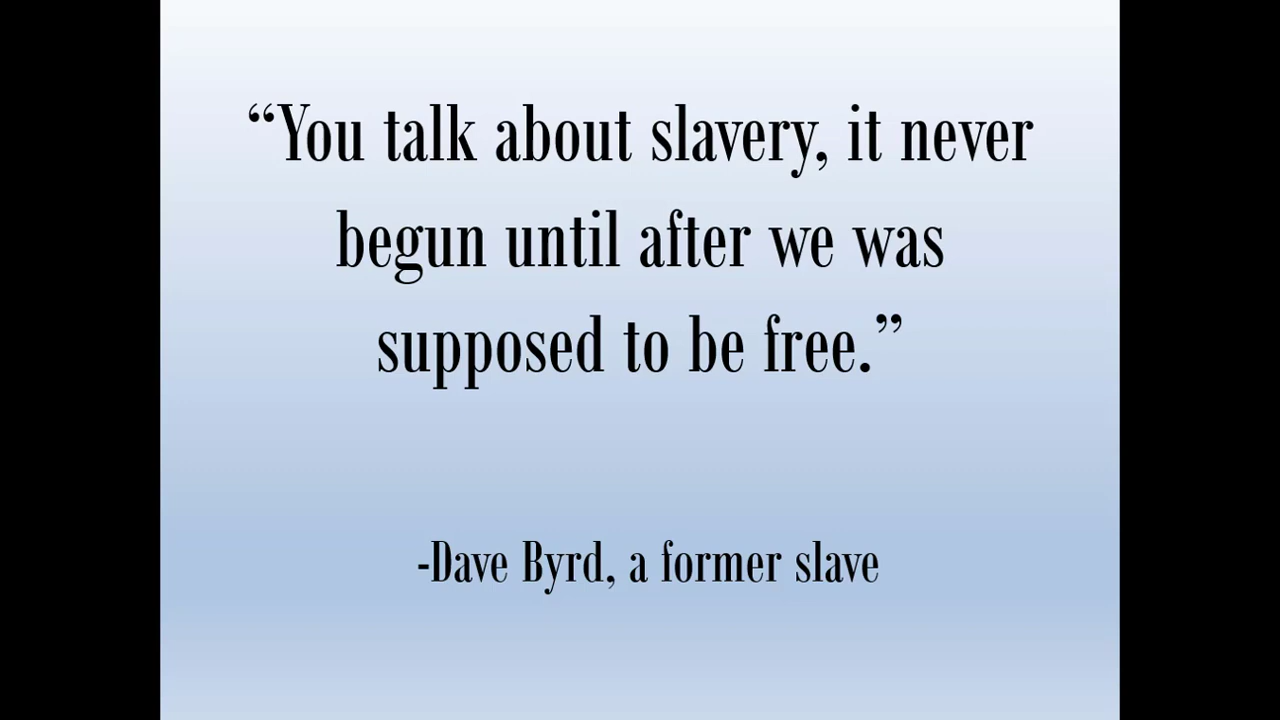 “You talk about slavery, it never
begun until after we was
supposed to be free.”
-Dave Byrd, a former slave